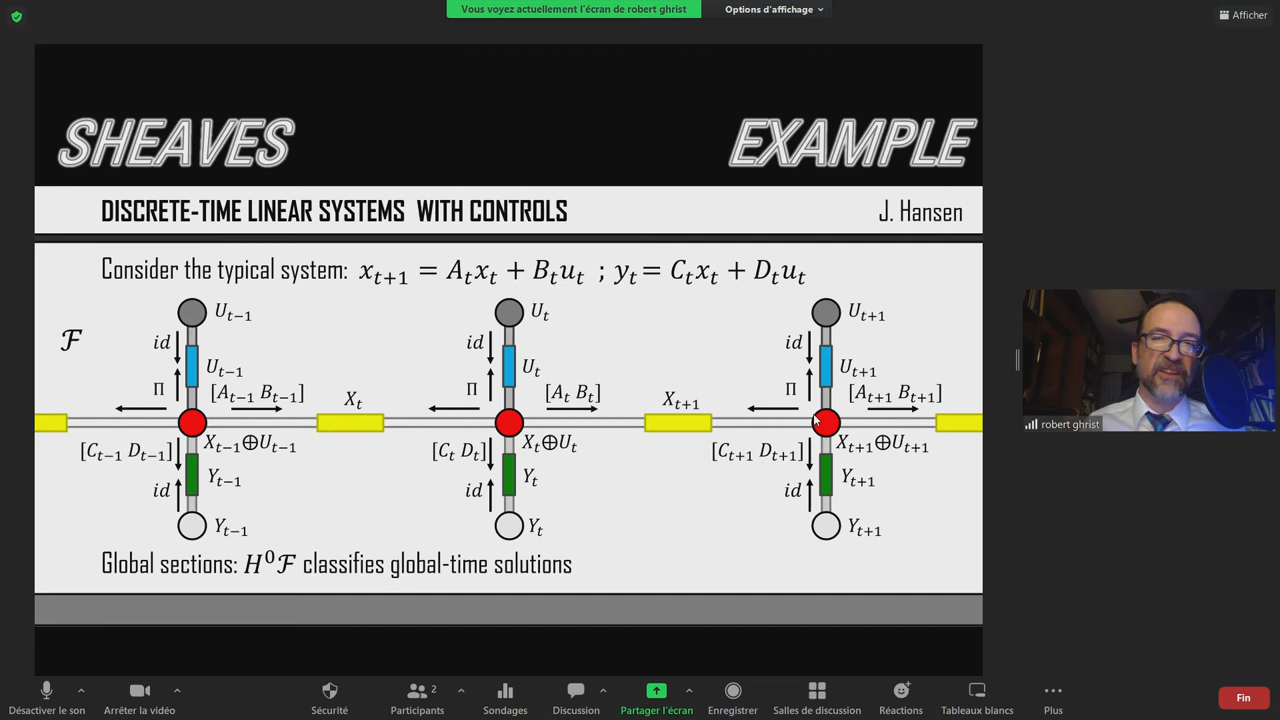 Vous voyez actuellement l'écran de robert ghrist
Options d'affichage
Afficher
SHEAVES EXAMPLE
DISCRETE-TIME LINEAR SYSTEMS WITH CONTROLS J. Hansen
Consider the typical system: xₜ₊₁ = Aₜxₜ + Bₜuₜ ; yₜ = Cₜxₜ + Dₜuₜ
Uₜ₋₁ Uₜ Uₜ₊₁
ℱ id id id
Uₜ₋₁ Uₜ Uₜ₊₁
Π [Aₜ₋₁ Bₜ₋₁] Π [Aₜ Bₜ] Π [Aₜ₊₁ Bₜ₊₁]
Xₜ Xₜ₊₁
Xₜ₋₁⊕Uₜ₋₁ Xₜ⊕Uₜ Xₜ₊₁⊕Uₜ₊₁
[Cₜ₋₁ Dₜ₋₁] [Cₜ Dₜ] [Cₜ₊₁ Dₜ₊₁]
Yₜ₋₁ Yₜ Yₜ₊₁
id id id
Yₜ₋₁ Yₜ Yₜ₊₁
Global sections: H⁰ℱ classifies global-time solutions
robert ghrist
Désactiver le son
Arrêter la vidéo
Sécurité
Participants
2
Sondages
Discussion
Partager l'écran
Enregistrer
Salles de discussion
Réactions
Tableaux blancs
Plus
Fin